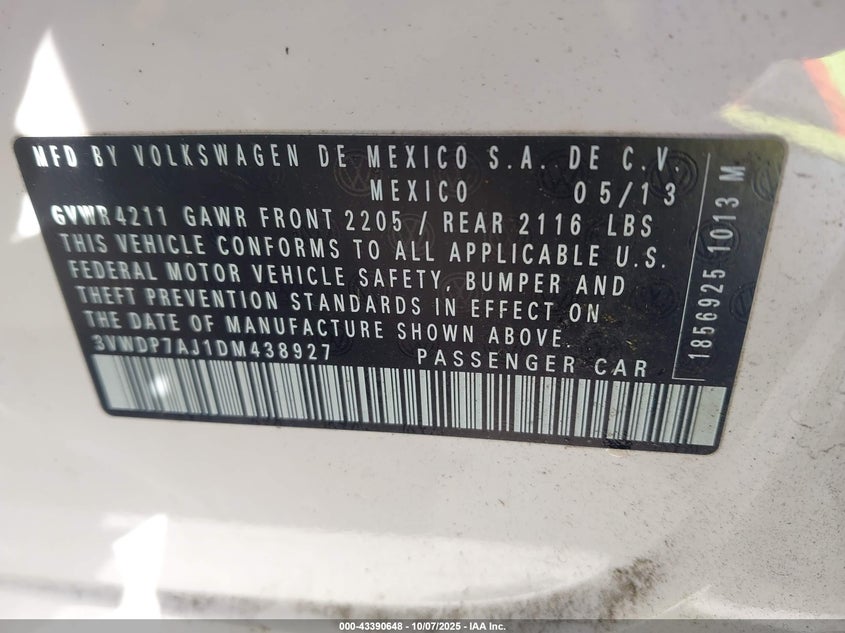 MFD BY VOLKSWAGEN DE MEXICO S.A. DE C.V.
MEXICO 05/13
GVWR 4211 GAWR FRONT 2205 / REAR 2116 LBS
THIS VEHICLE CONFORMS TO ALL APPLICABLE U.S.
FEDERAL MOTOR VEHICLE SAFETY, BUMPER AND
THEFT PREVENTION STANDARDS IN EFFECT ON
THE DATE OF MANUFACTURE SHOWN ABOVE.
3VWDP7AJ1DM438927 PASSENGER CAR
1856925 1013 M
000-43390648 - 10/07/2025 - IAA Inc.